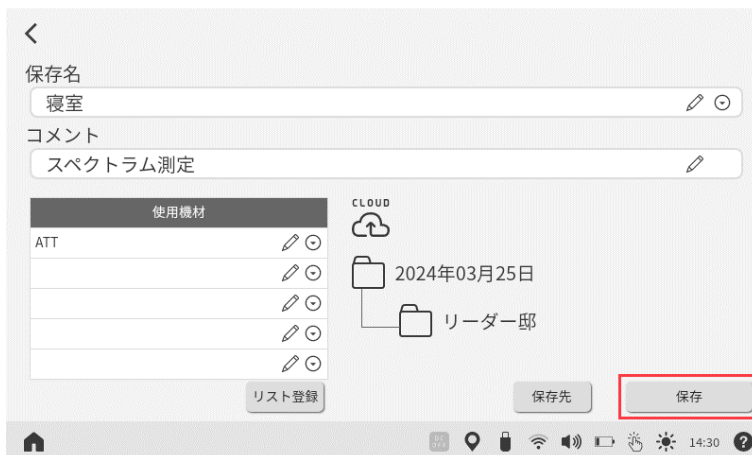 保存名
寝室
コメント
スペクトラム測定
使用機材
ATT
CLOUD
2024年03月25日
リーダー邸
リスト登録
保存先
保存
14:30
?